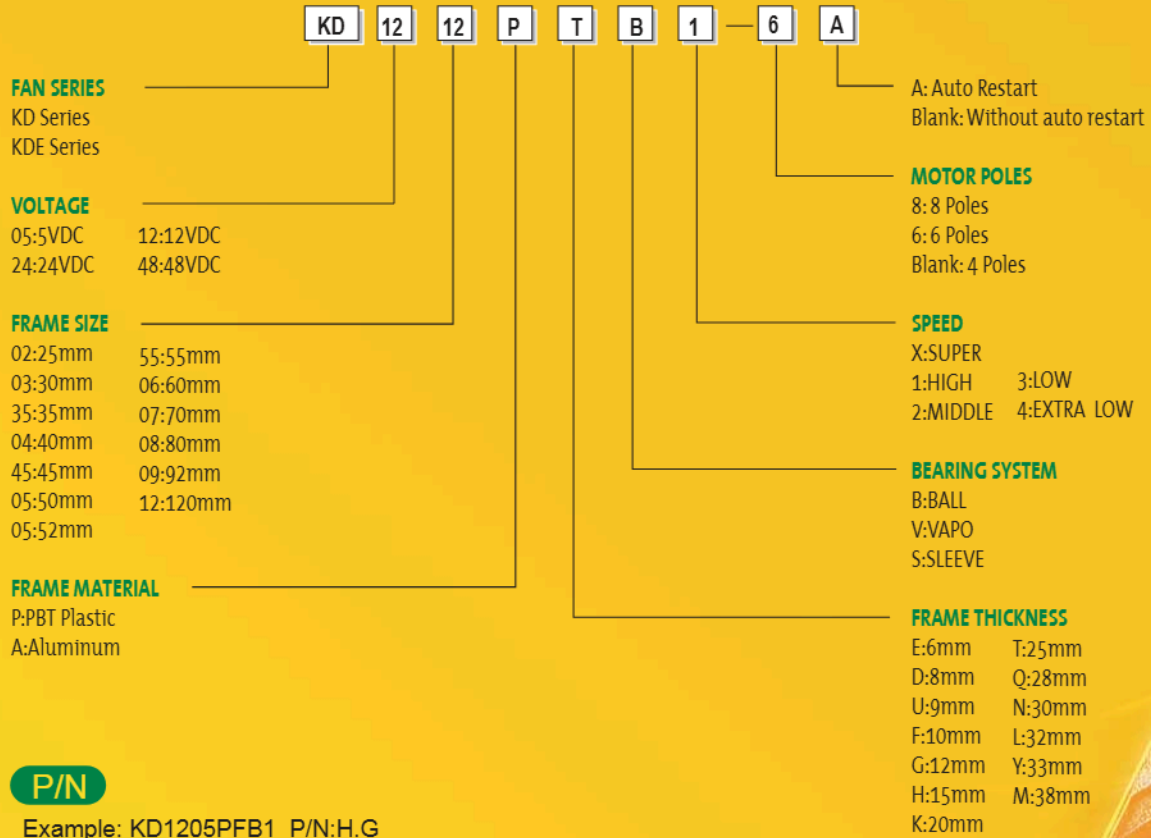 KD 12 12 P T B 1 — 6 A
FAN SERIES
KD Series
KDE Series
VOLTAGE
05:5VDC 12:12VDC
24:24VDC 48:48VDC
FRAME SIZE
02:25mm 55:55mm
03:30mm 06:60mm
35:35mm 07:70mm
04:40mm 08:80mm
45:45mm 09:92mm
05:50mm 12:120mm
05:52mm
FRAME MATERIAL
P:PBT Plastic
A:Aluminum
A: Auto Restart
Blank: Without auto restart
MOTOR POLES
8: 8 Poles
6: 6 Poles
Blank: 4 Poles
SPEED
X:SUPER
1:HIGH 3:LOW
2:MIDDLE 4:EXTRA LOW
BEARING SYSTEM
B:BALL
V:VAPO
S:SLEEVE
FRAME THICKNESS
E:6mm T:25mm
D:8mm Q:28mm
U:9mm N:30mm
F:10mm L:32mm
G:12mm Y:33mm
H:15mm M:38mm
K:20mm
P/N
Example: KD1205PFB1 P/N:H.G